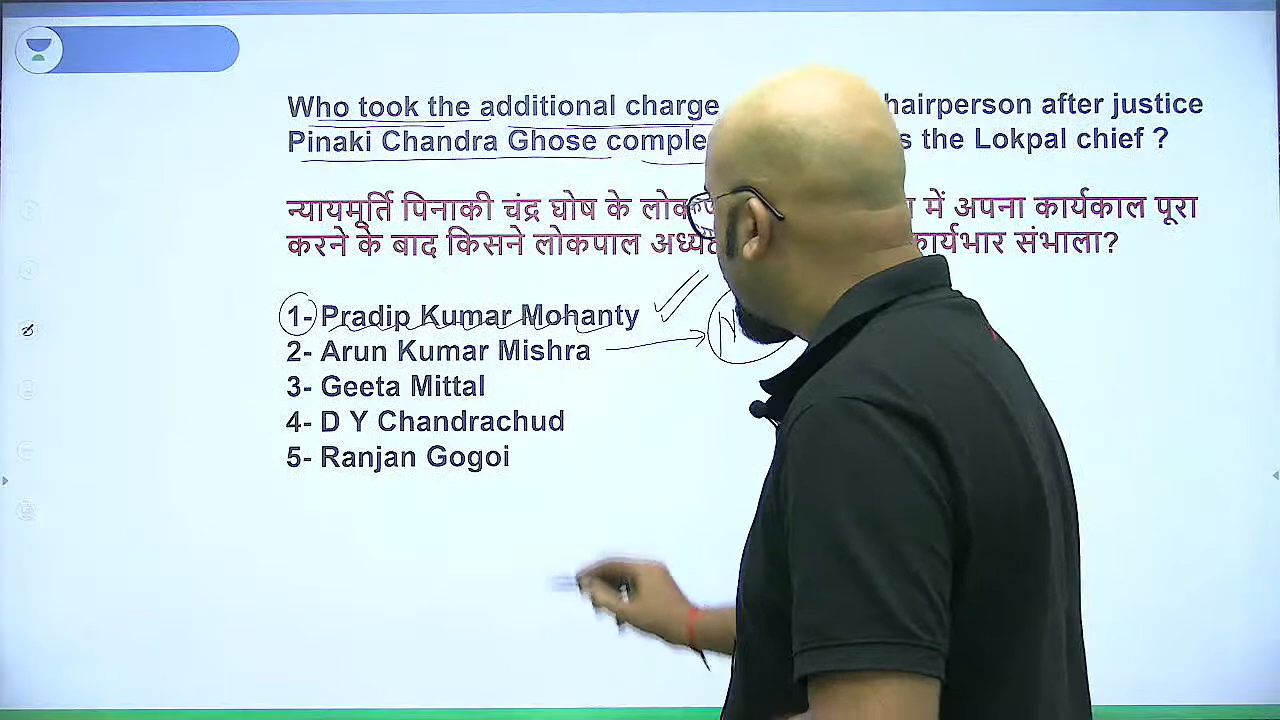 Who took the additional charge hairperson after justice
Pinaki Chandra Ghose comple s the Lokpal chief ?
न्यायमूर्ति पिनाकी चंद्र घोष के में अपना कार्यकाल पूरा
करने के बाद किसने लोकपाल कार्यभार संभाला?
1- Pradip Kumar Mohanty
2- Arun Kumar Mishra
3- Geeta Mittal
4- D Y Chandrachud
5- Ranjan Gogoi